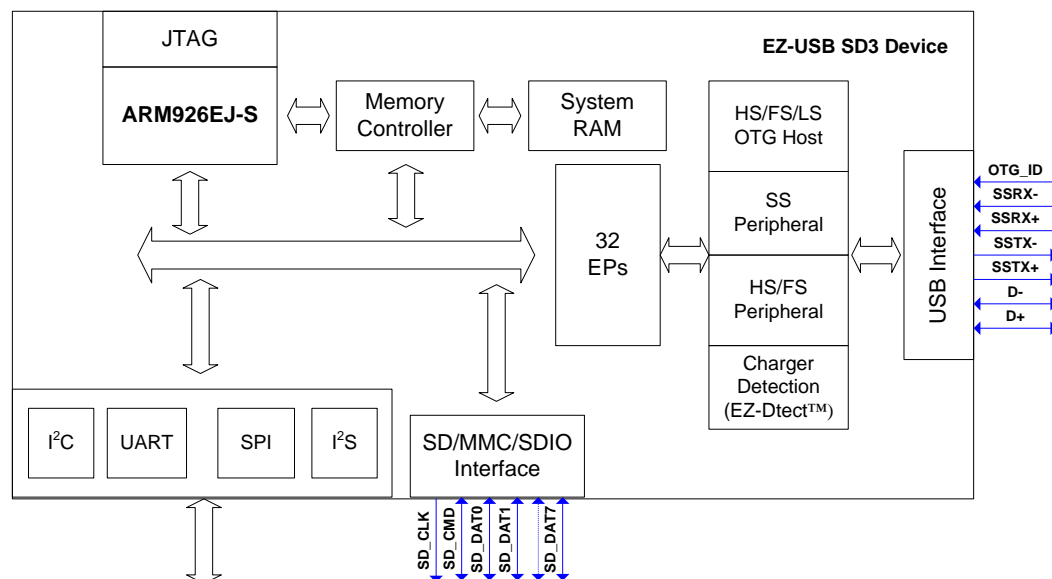 JTAG
EZ-USB SD3 Device
ARM926EJ-S
Memory
Controller
System
RAM
HS/FS/LS
OTG Host
SS
Peripheral
HS/FS
Peripheral
Charger
Detection
(EZ-Dtect™)
32
EPs
USB Interface
OTG_ID
SSRX-
SSRX+
SSTX-
SSTX+
D-
D+
I²C
UART
SPI
I²S
SD/MMC/SDIO
Interface
SD_CLK
SD_CMD
SD_DAT0
SD_DAT1
SD_DAT7